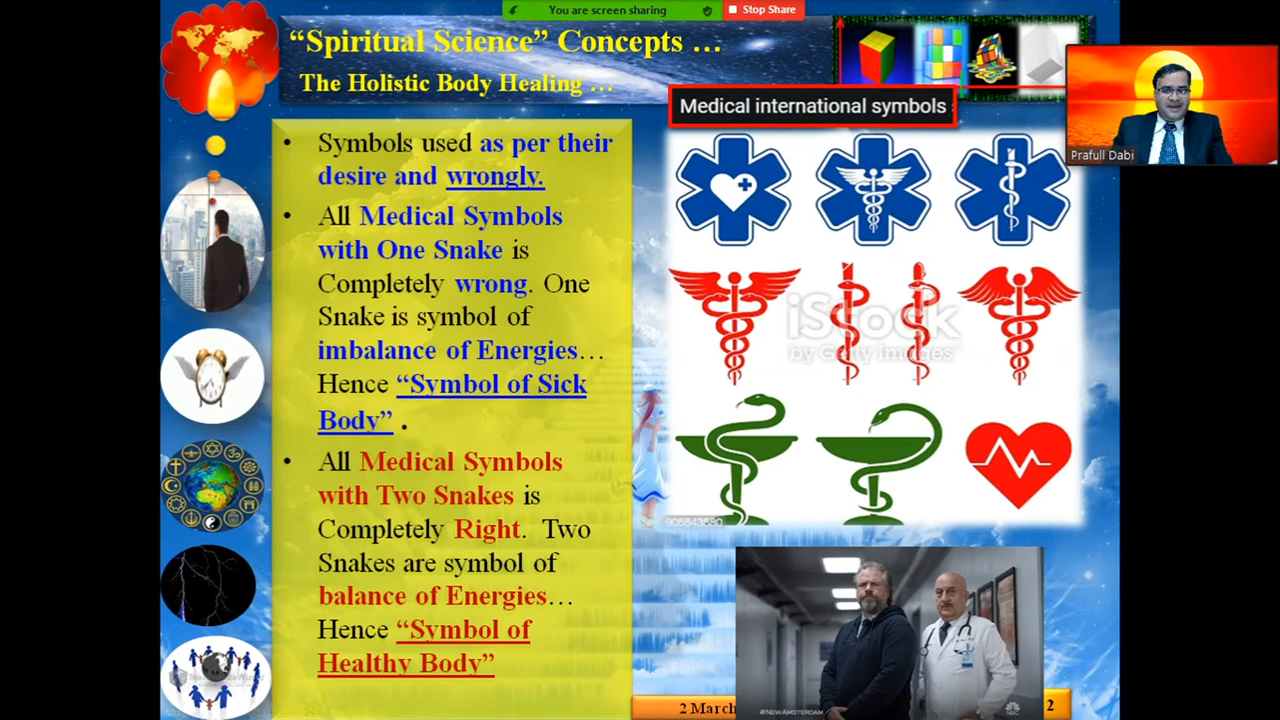 You are screen sharing
Stop Share
“Spiritual Science” Concepts …
The Holistic Body Healing …
Medical international symbols
Prafull Dabi
• Symbols used as per their
desire and wrongly.
• All Medical Symbols
with One Snake is
Completely wrong. One
Snake is symbol of
imbalance of Energies…
Hence “Symbol of Sick
Body” .
• All Medical Symbols
with Two Snakes is
Completely Right. Two
Snakes are symbol of
balance of Energies…
Hence “Symbol of
Healthy Body”
iStock
by Getty Images
905843680
2 March
2
#NEWAMSTERDAM
NBC